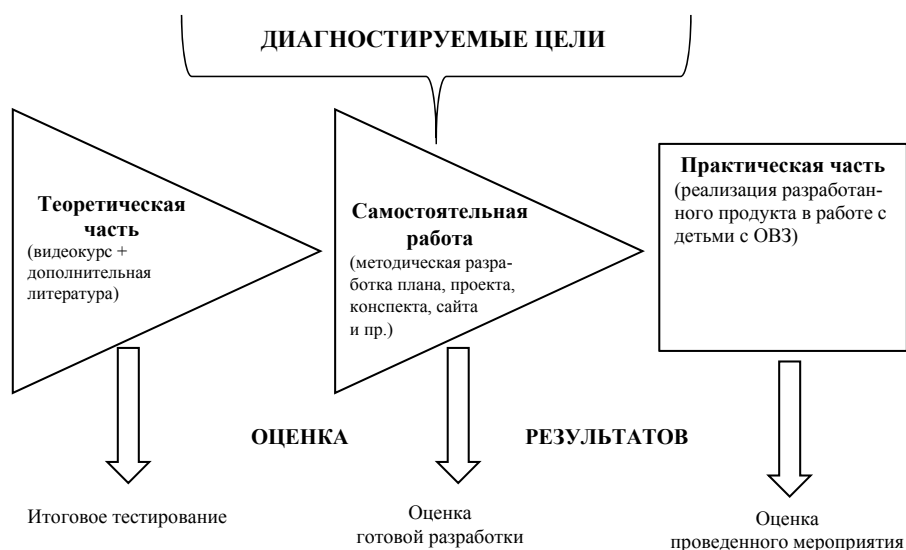 ДИАГНОСТИРУЕМЫЕ ЦЕЛИ
Теоретическая
часть
(видеокурс +
дополнительная
литература)
Самостоятельная
работа
(методическая разра-
ботка плана, проекта,
конспекта, сайта
и пр.)
Практическая часть
(реализация разработан-
ного продукта в работе с
детьми с ОВЗ)
ОЦЕНКА
РЕЗУЛЬТАТОВ
Итоговое тестирование
Оценка
готовой разработки
Оценка
проведенного мероприятия